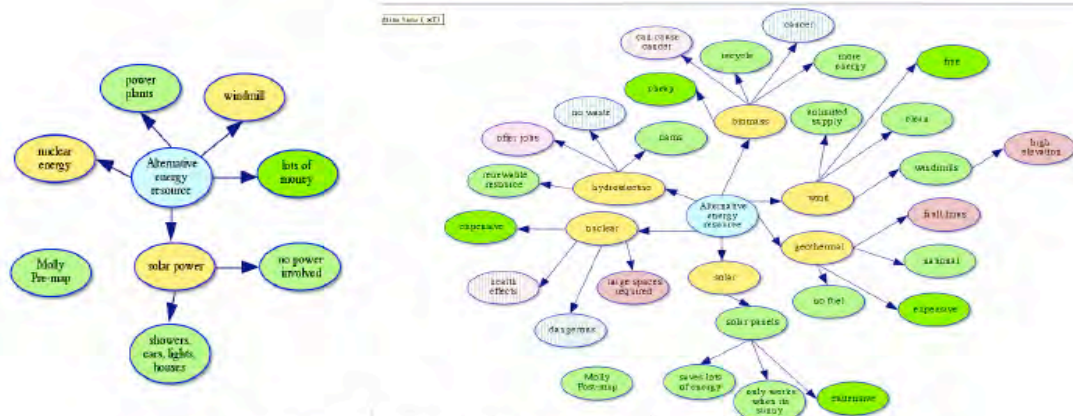 power
plants
windmill
nuclear
energy
Alternative
energy
resource
lots of
money
Molly
Pre-map
solar power
no power
involved
showers,
cars, lights,
houses
can cause
cancer
cancer
recycle
more
energy
free
cheap
biomass
unlimited
supply
clean
no waste
offer jobs
dams
high
elevation
windmills
renewable
resource
hydroelectric
wind
Alternative
energy
resource
fault lines
expensive
nuclear
geothermal
natural
health
effects
large spaces
required
solar
no fuel
expensive
dangerous
solar panels
Molly
Post-map
saves lots
of energy
only works
when its
sunny
expensive